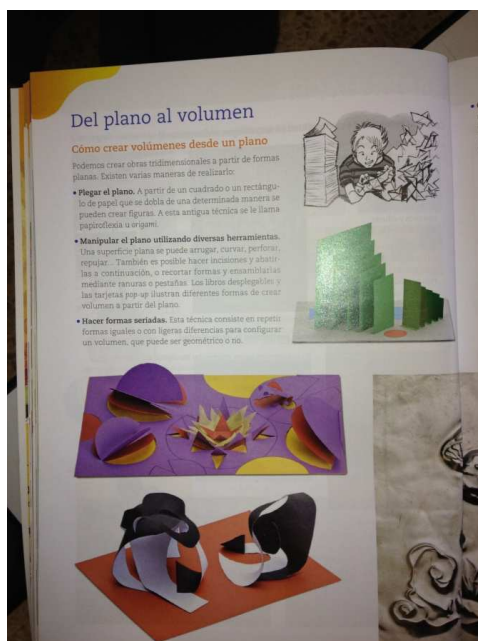 Del plano al volumen
Cómo crear volúmenes desde un plano
Podemos crear obras tridimensionales a partir de formas
planas. Existen varias maneras de realizarlo:
• Plegar el plano. A partir de un cuadrado o un rectángu-
lo de papel que se dobla de una determinada manera se
pueden crear figuras. A esta antigua técnica se le llama
papiroflexia u origami.
• Manipular el plano utilizando diversas herramientas.
Una superficie plana se puede arrugar, curvar, perforar,
repujar... También es posible hacer incisiones y abatir-
las a continuación, o recortar formas y ensamblarlas
mediante ranuras o pestañas. Los libros desplegables y
las tarjetas pop-up ilustran diferentes formas de crear
volumen a partir del plano.
• Hacer formas seriadas. Esta técnica consiste en repetir
formas iguales o con ligeras diferencias para configurar
un volumen, que puede ser geométrico o no.